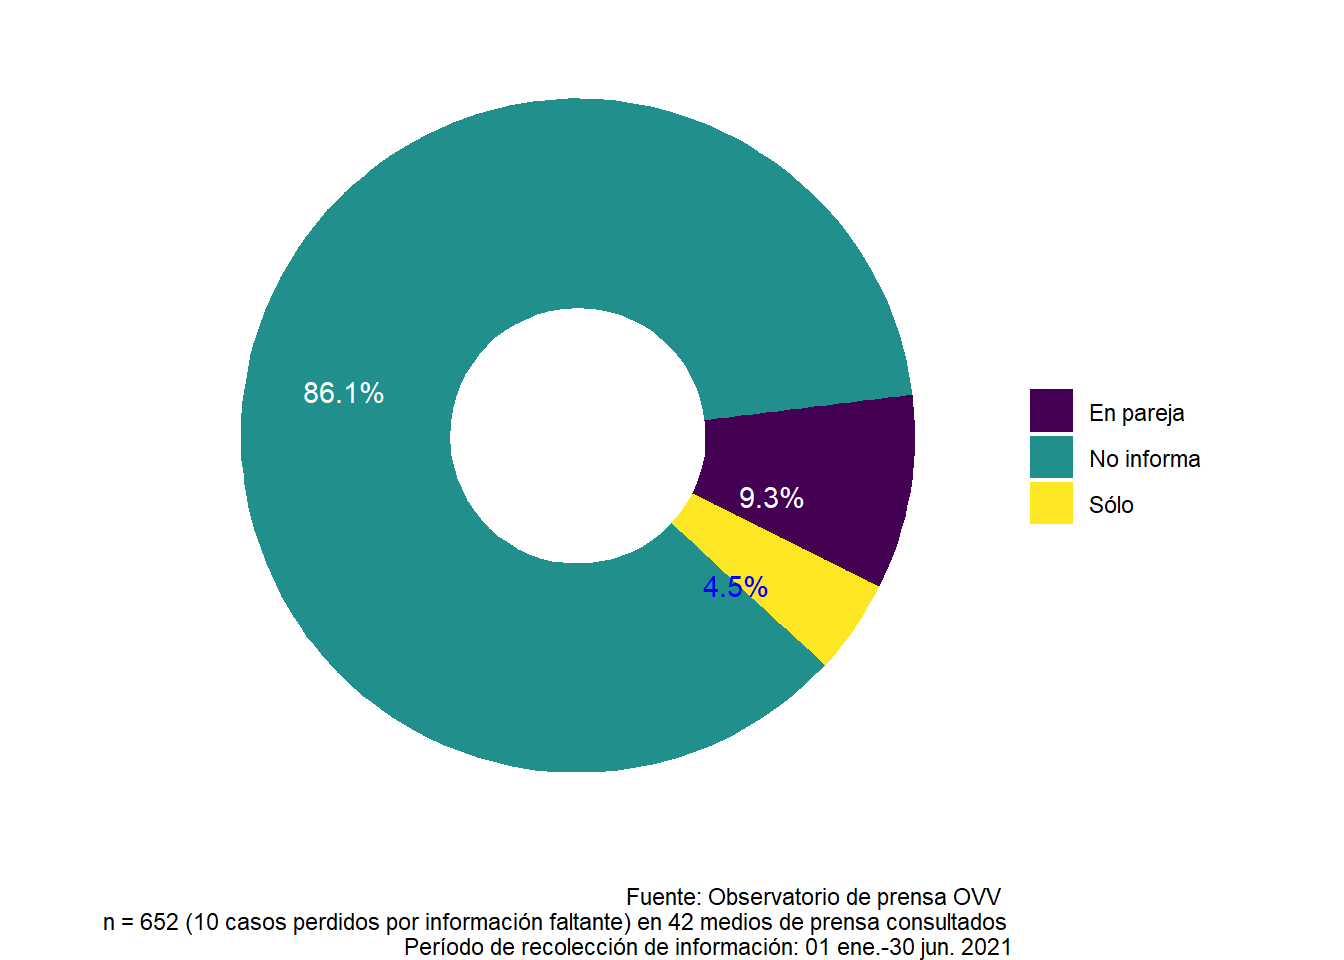 86.1%
9.3%
4.5%
En pareja
No informa
Sólo
Fuente: Observatorio de prensa OVV
n = 652 (10 casos perdidos por información faltante) en 42 medios de prensa consultados
Período de recolección de información: 01 ene.-30 jun. 2021